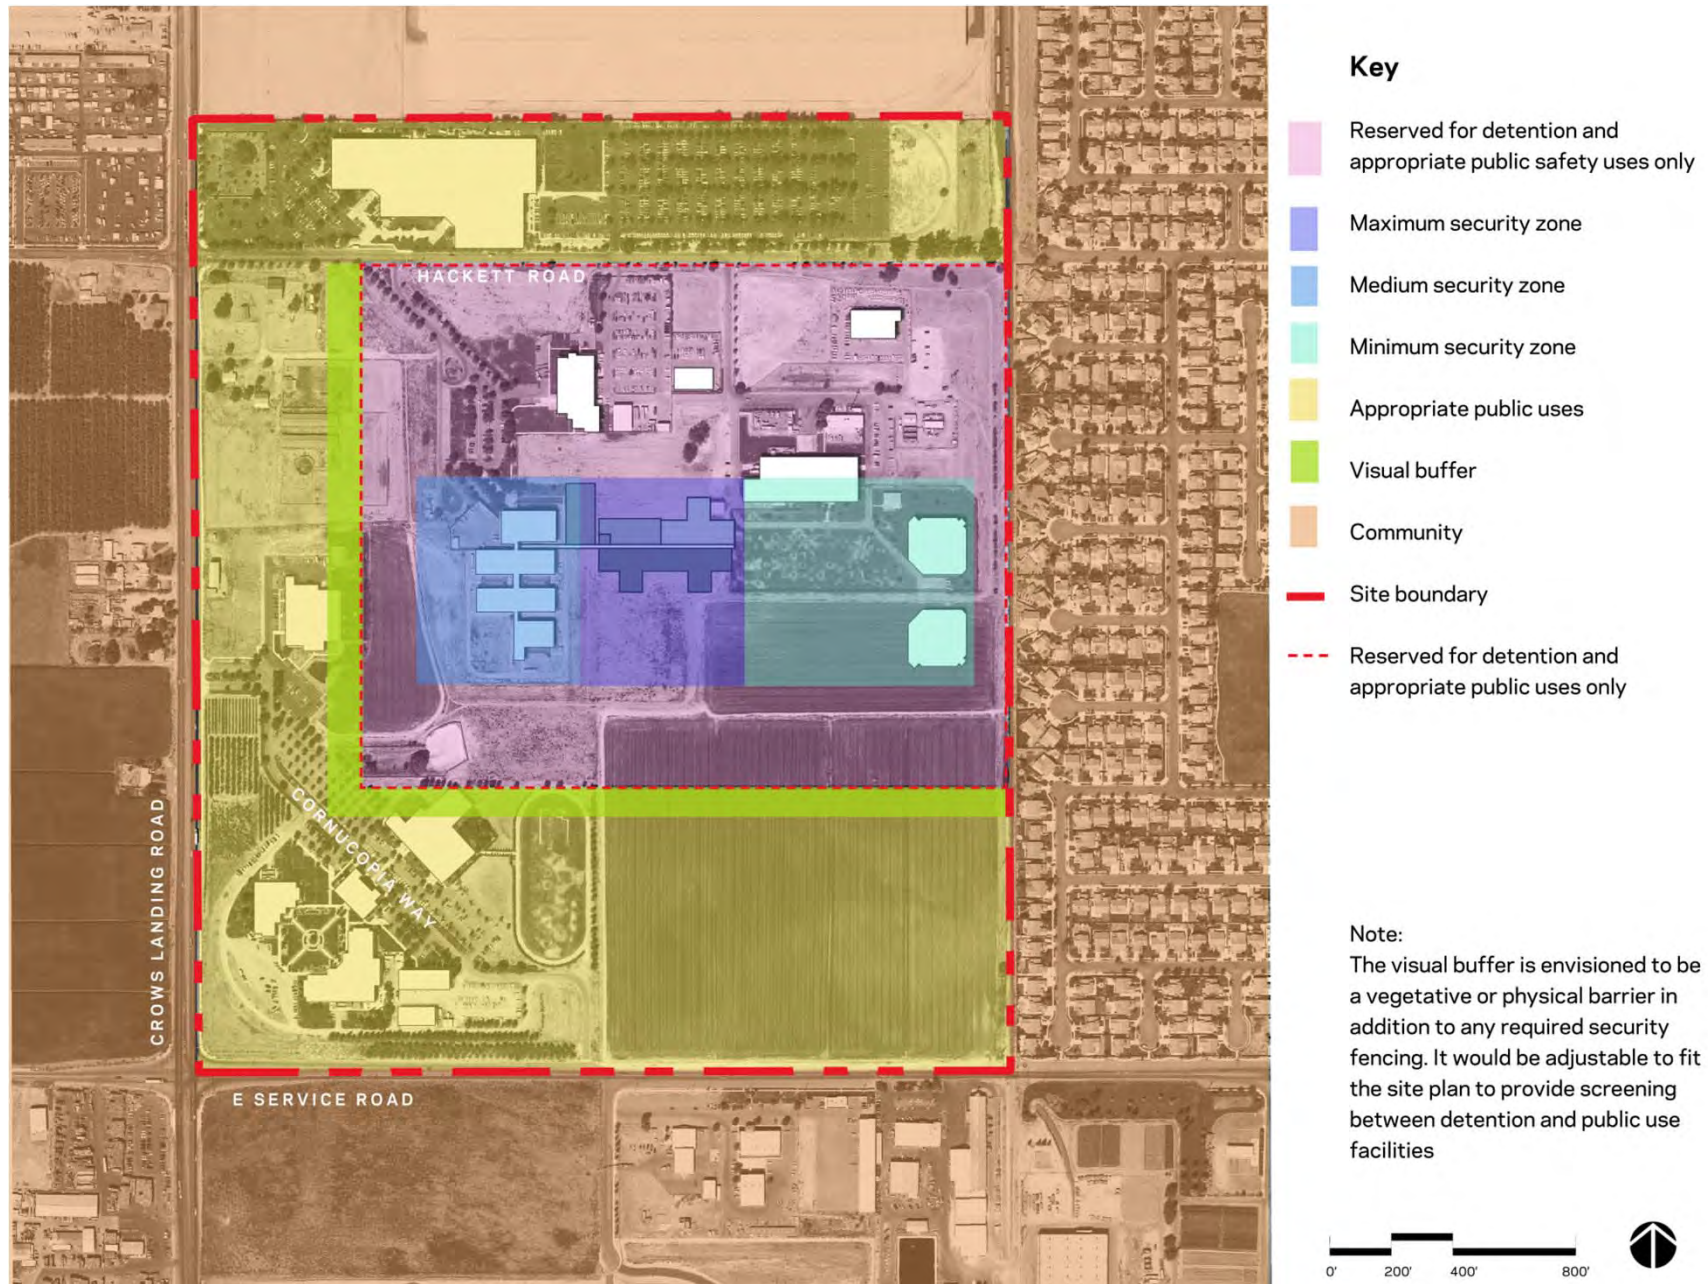 HACKETT ROAD
CORNUCOPIA WAY
CROWS LANDING ROAD
E SERVICE ROAD
Key
Reserved for detention and
appropriate public safety uses only
Maximum security zone
Medium security zone
Minimum security zone
Appropriate public uses
Visual buffer
Community
Site boundary
Reserved for detention and
appropriate public uses only
Note:
The visual buffer is envisioned to be
a vegetative or physical barrier in
addition to any required security
fencing. It would be adjustable to fit
the site plan to provide screening
between detention and public use
facilities
0' 200' 400' 800'